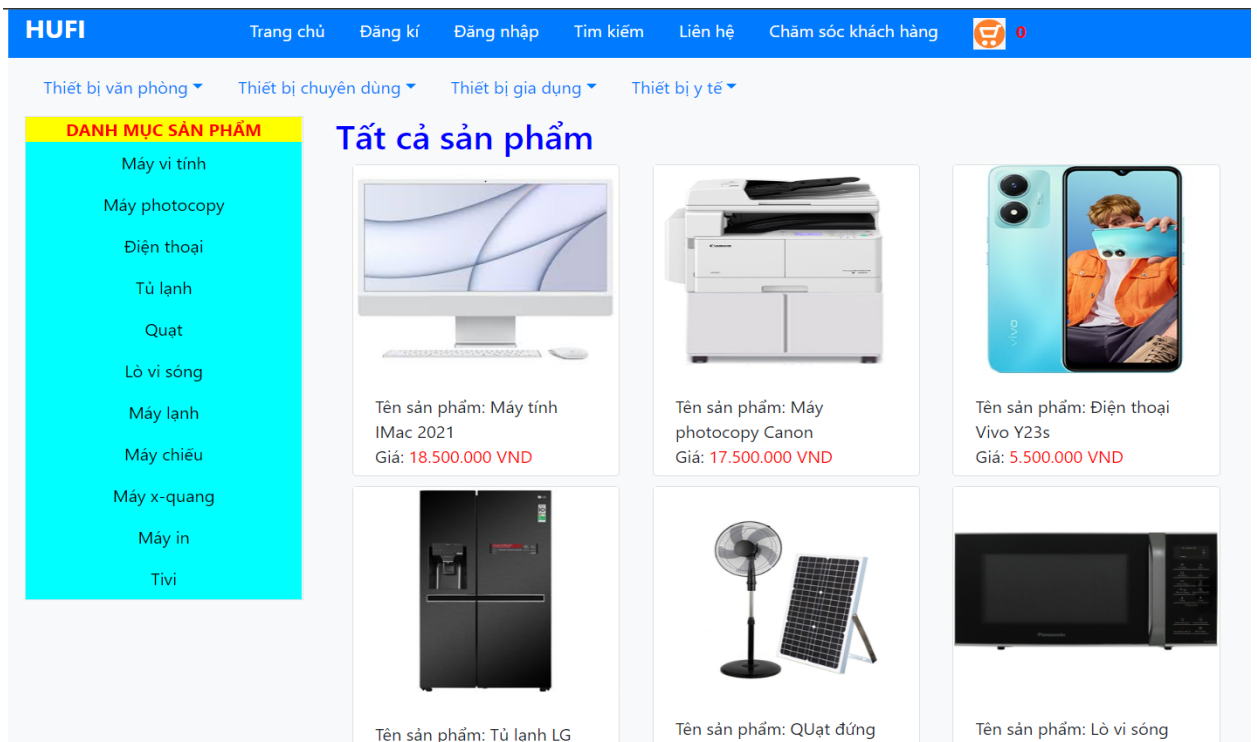 HUFI
Trang chủ
Đăng kí
Đăng nhập
Tìm kiếm
Liên hệ
Chăm sóc khách hàng
0
Thiết bị văn phòng
Thiết bị chuyên dùng
Thiết bị gia dụng
Thiết bị y tế
DANH MỤC SẢN PHẨM
Máy vi tính
Máy photocopy
Điện thoại
Tủ lạnh
Quạt
Lò vi sóng
Máy lạnh
Máy chiếu
Máy x-quang
Máy in
Tivi
Tất cả sản phẩm
Tên sản phẩm: Máy tính
IMac 2021
Giá: 18.500.000 VND
Canon
Tên sản phẩm: Máy
photocopy Canon
Giá: 17.500.000 VND
vivo
Tên sản phẩm: Điện thoại
Vivo Y23s
Giá: 5.500.000 VND
Tên sản phẩm: Tủ lạnh LG
Tên sản phẩm: QUạt đứng
Panasonic
Tên sản phẩm: Lò vi sóng